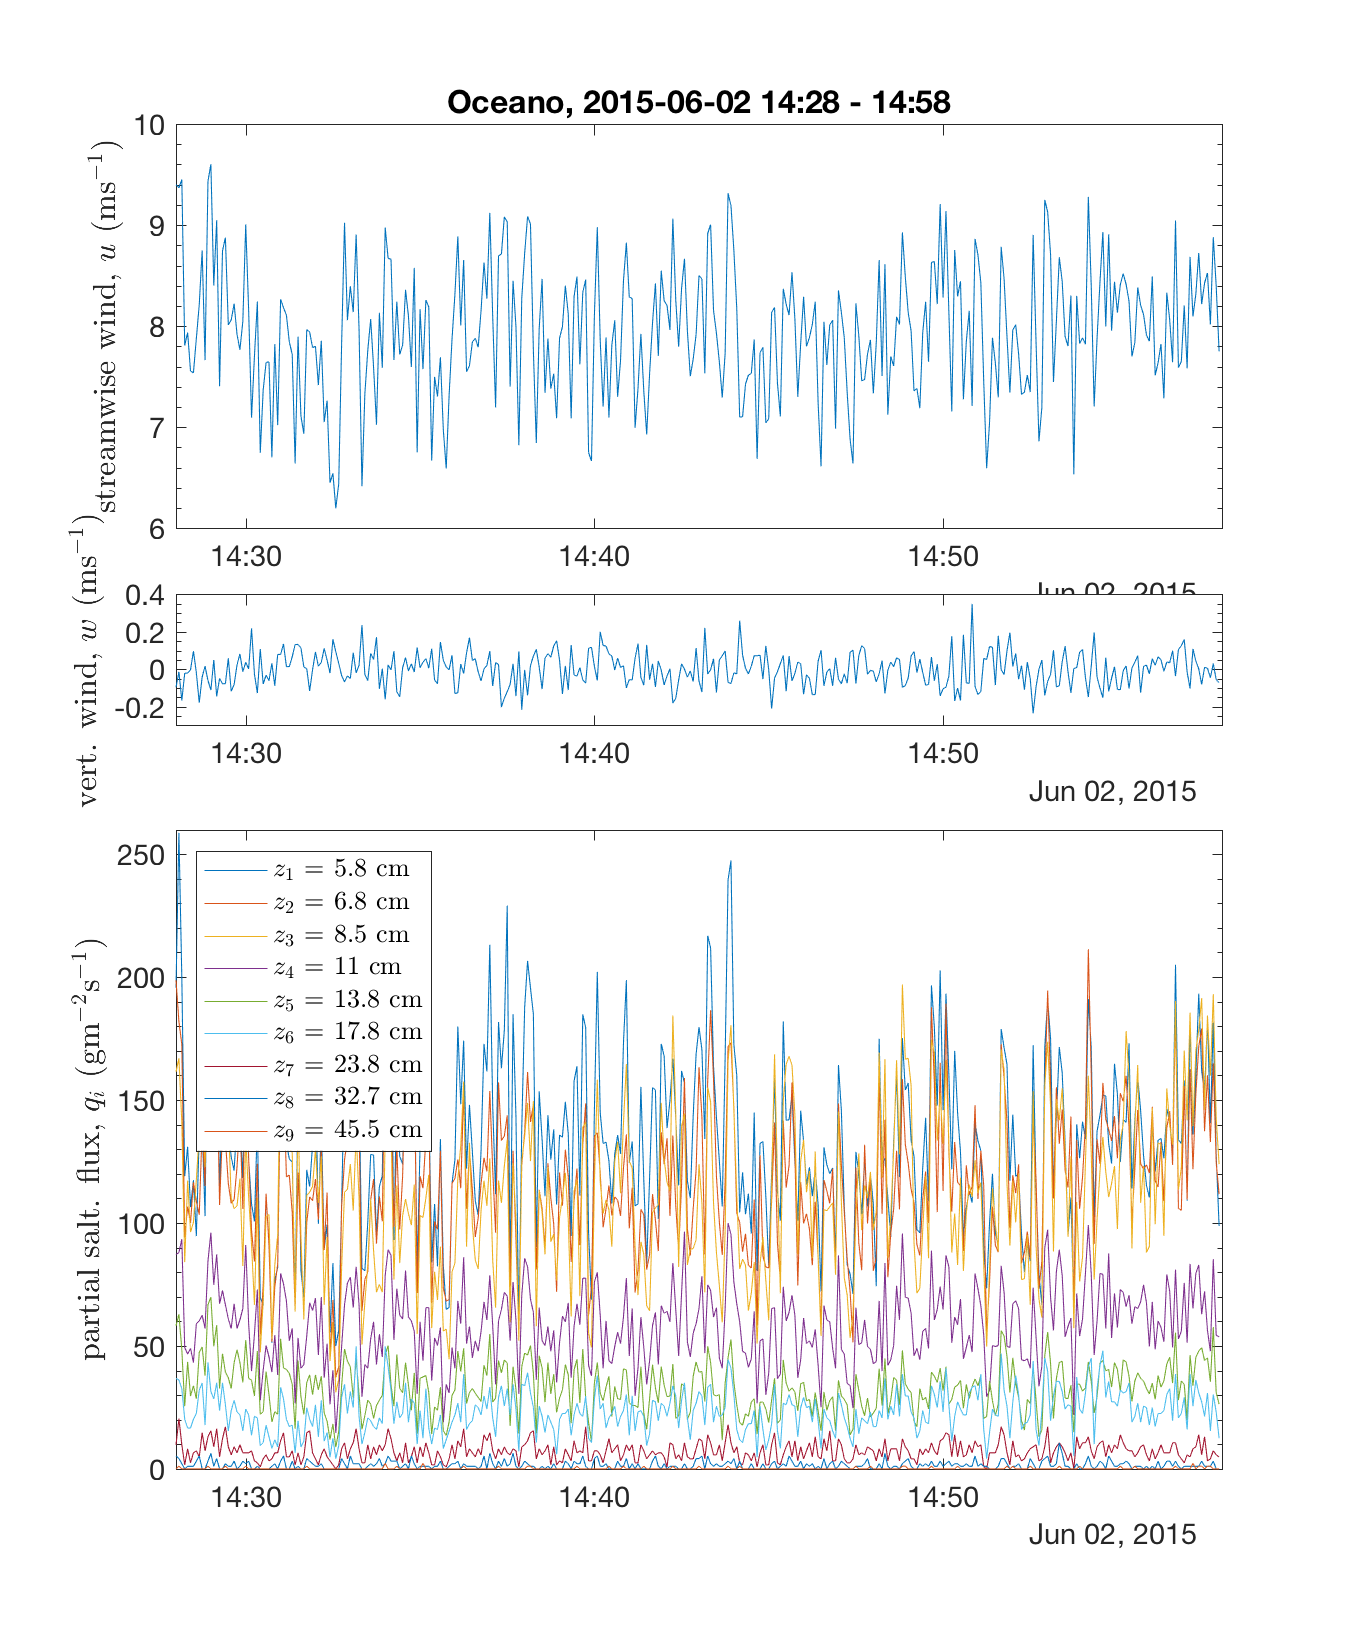 Oceano, 2015-06-02 14:28 - 14:58
streamwise wind, u (ms⁻¹)
10
9
8
7
6
14:30 14:40 14:50
Jun 02, 2015
vert. wind, w (ms⁻¹)
0.4
0.2
0
-0.2
14:30 14:40 14:50
Jun 02, 2015
partial salt. flux, qᵢ (gm⁻²s⁻¹)
250
200
150
100
50
0
z₁ = 5.8 cm
z₂ = 6.8 cm
z₃ = 8.5 cm
z₄ = 11 cm
z₅ = 13.8 cm
z₆ = 17.8 cm
z₇ = 23.8 cm
z₈ = 32.7 cm
z₉ = 45.5 cm
14:30 14:40 14:50
Jun 02, 2015